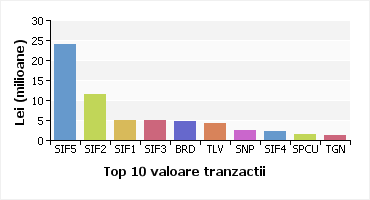 Lei (milioane)
30
25
20
15
10
5
0
SIF5 SIF2 SIF1 SIF3 BRD TLV SNP SIF4 SPCU TGN
Top 10 valoare tranzactii